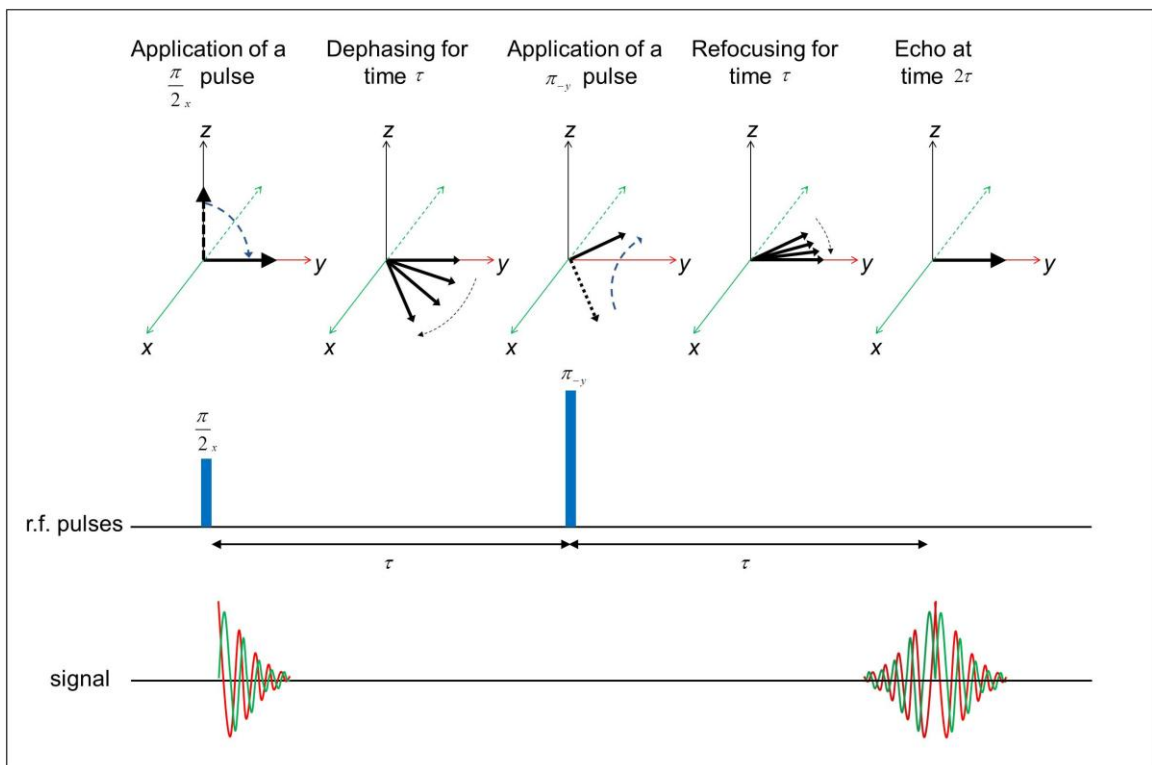 Application of a
π/2 x pulse
Dephasing for
time τ
Application of a
π-y pulse
Refocusing for
time τ
Echo at
time 2τ
z
y
x
z
y
x
z
y
x
z
y
x
z
y
x
π/2 x
π-y
r.f. pulses
τ
τ
signal